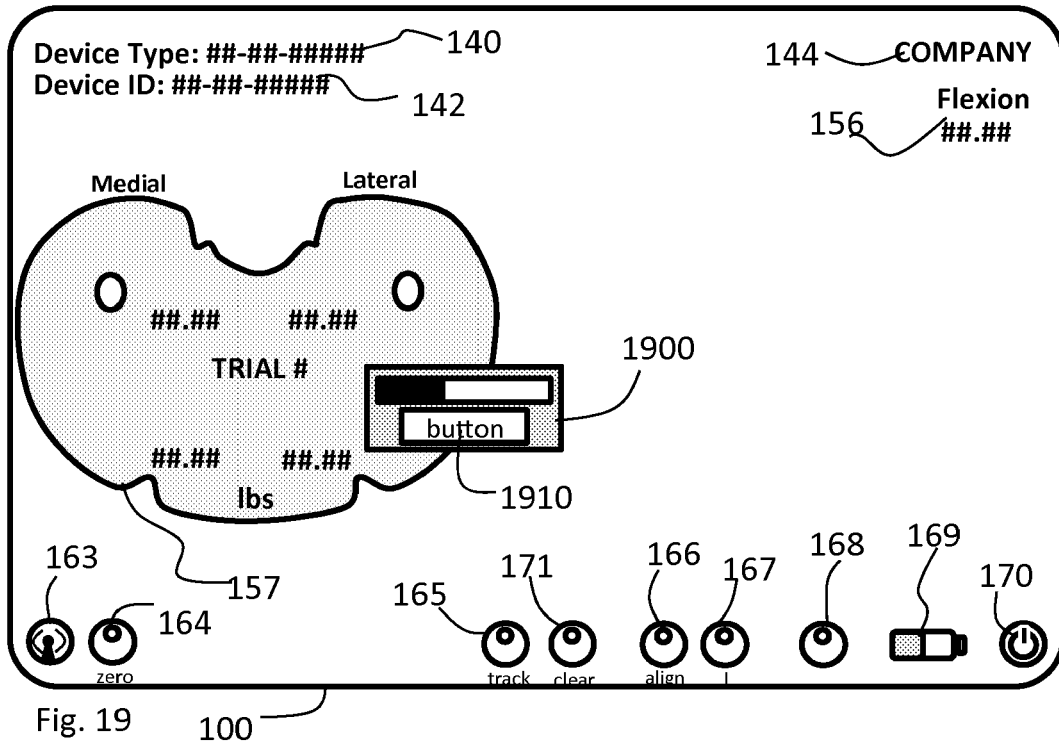 Device Type: ##-##-##### 140
144 COMPANY
Device ID: ##-##-##### 142
Flexion
156 ##.##
Medial Lateral
##.## ##.##
TRIAL #
1900
button
##.## ##.##
lbs
1910
163 164 157 165 171 166 167 168 169 170
zero track clear align l
Fig. 19 100